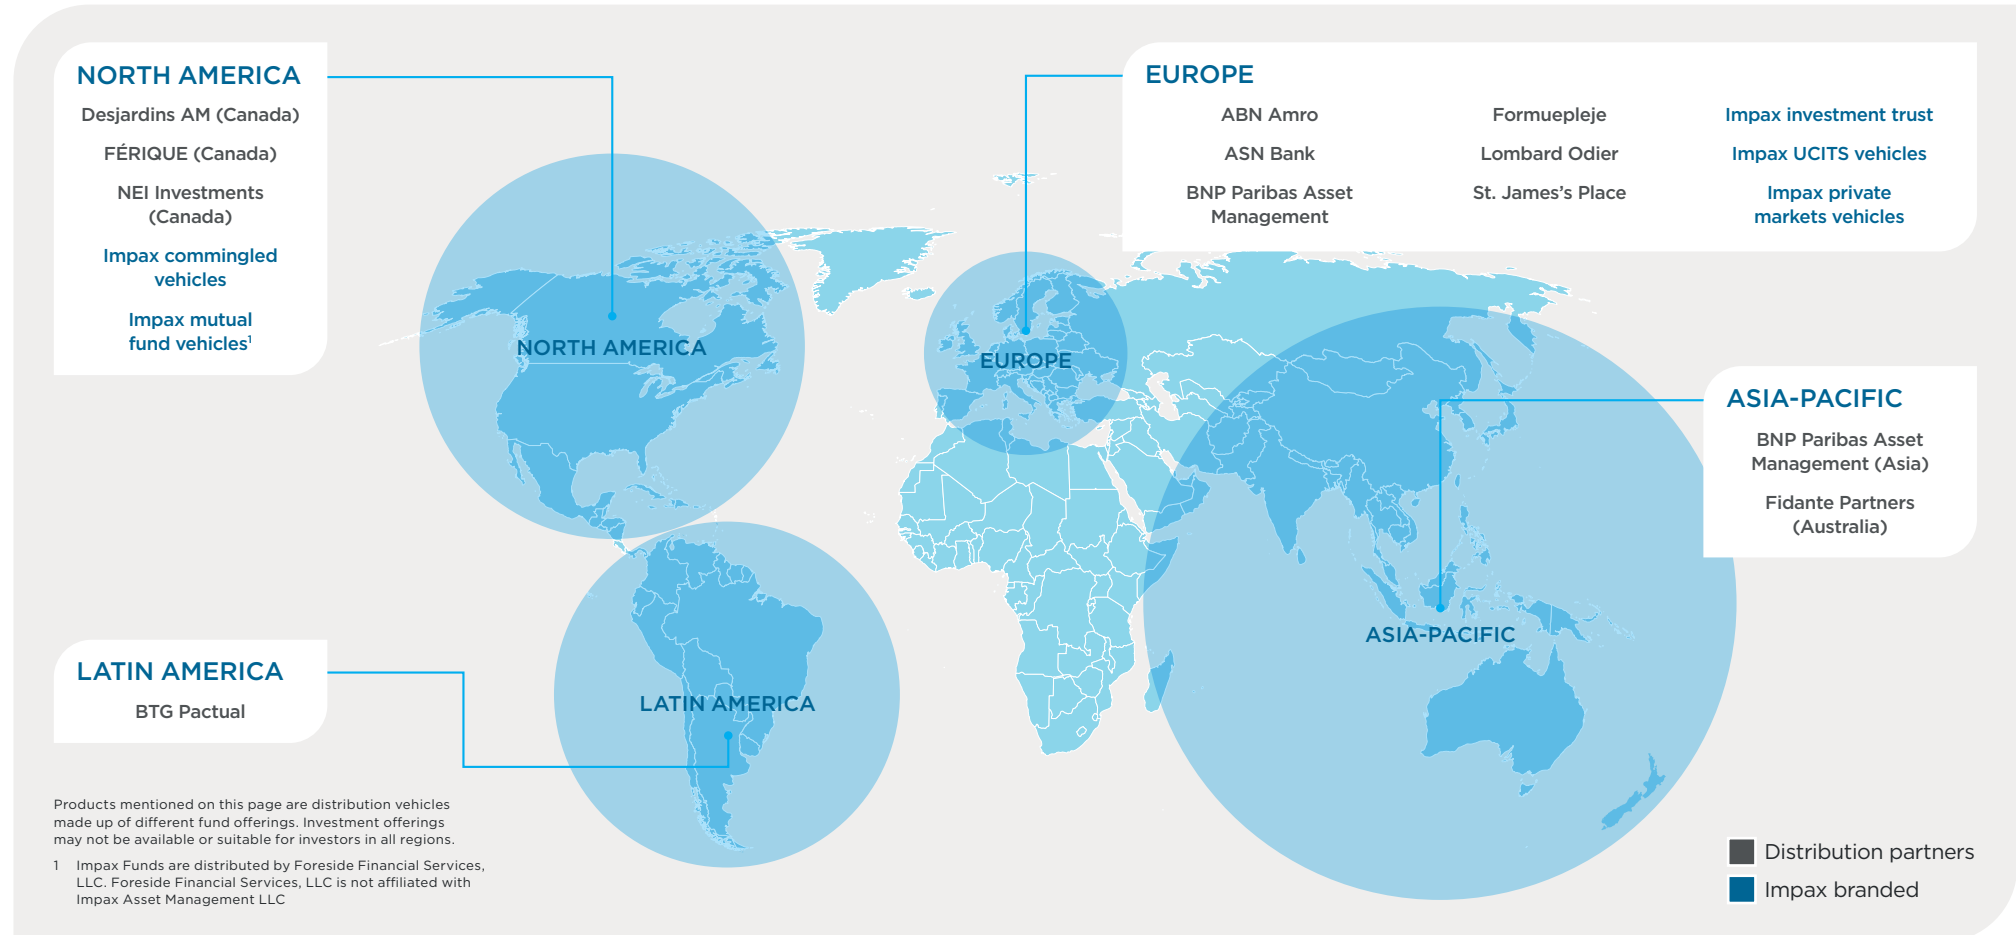 NORTH AMERICA
Desjardins AM (Canada)
FÉRIQUE (Canada)
NEI Investments
(Canada)
Impax commingled
vehicles
Impax mutual
fund vehicles¹
EUROPE
ABN Amro
ASN Bank
BNP Paribas Asset
Management
Formuepleje
Lombard Odier
St. James’s Place
Impax investment trust
Impax UCITS vehicles
Impax private
markets vehicles
NORTH AMERICA
EUROPE
ASIA-PACIFIC
BNP Paribas Asset
Management (Asia)
Fidante Partners
(Australia)
ASIA-PACIFIC
LATIN AMERICA
BTG Pactual
LATIN AMERICA
Products mentioned on this page are distribution vehicles
made up of different fund offerings. Investment offerings
may not be available or suitable for investors in all regions.
1 Impax Funds are distributed by Foreside Financial Services,
LLC. Foreside Financial Services, LLC is not affiliated with
Impax Asset Management LLC
Distribution partners
Impax branded